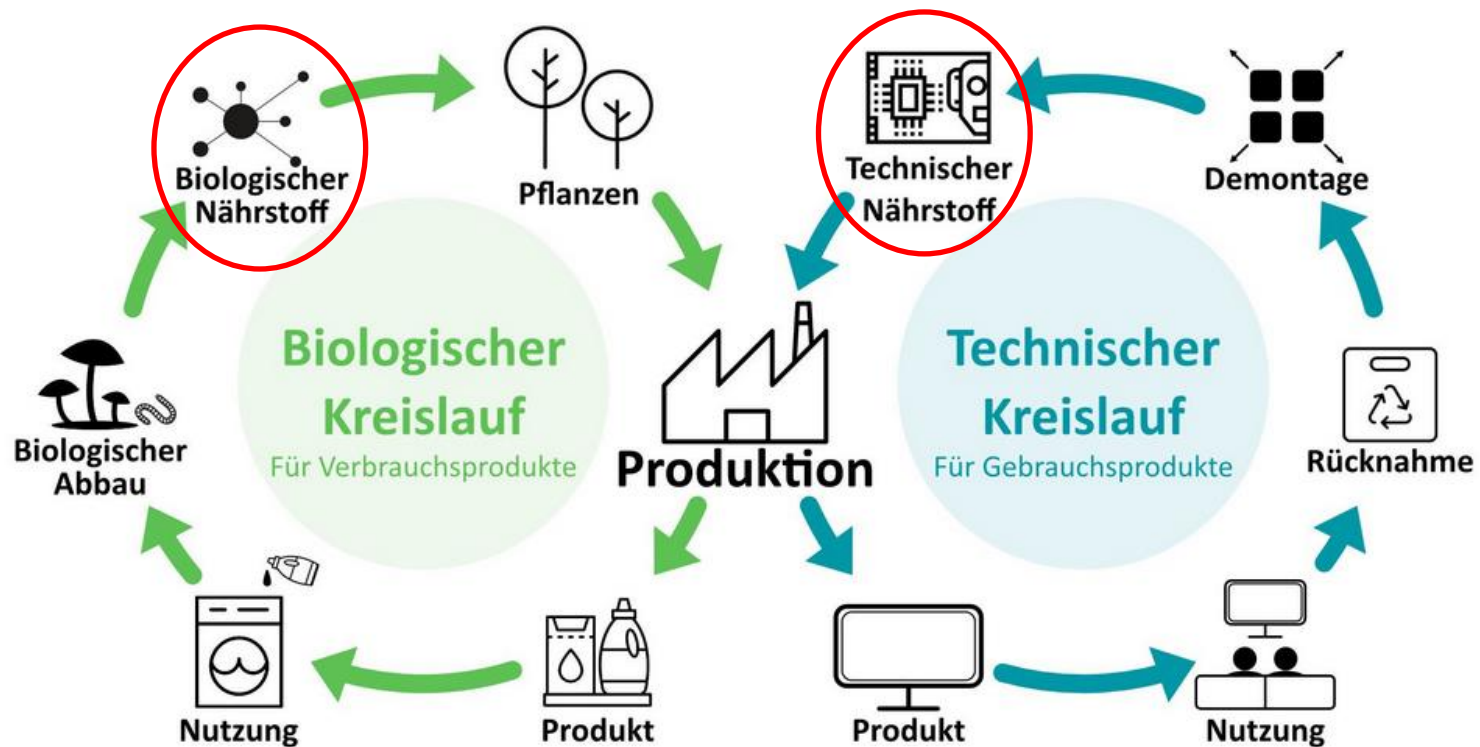 Biologischer
Nährstoff
Pflanzen
Technischer
Nährstoff
Demontage
Biologischer
Kreislauf
Für Verbrauchsprodukte
Technischer
Kreislauf
Für Gebrauchsprodukte
Biologischer
Abbau
Produktion
Rücknahme
Nutzung
Produkt
Produkt
Nutzung